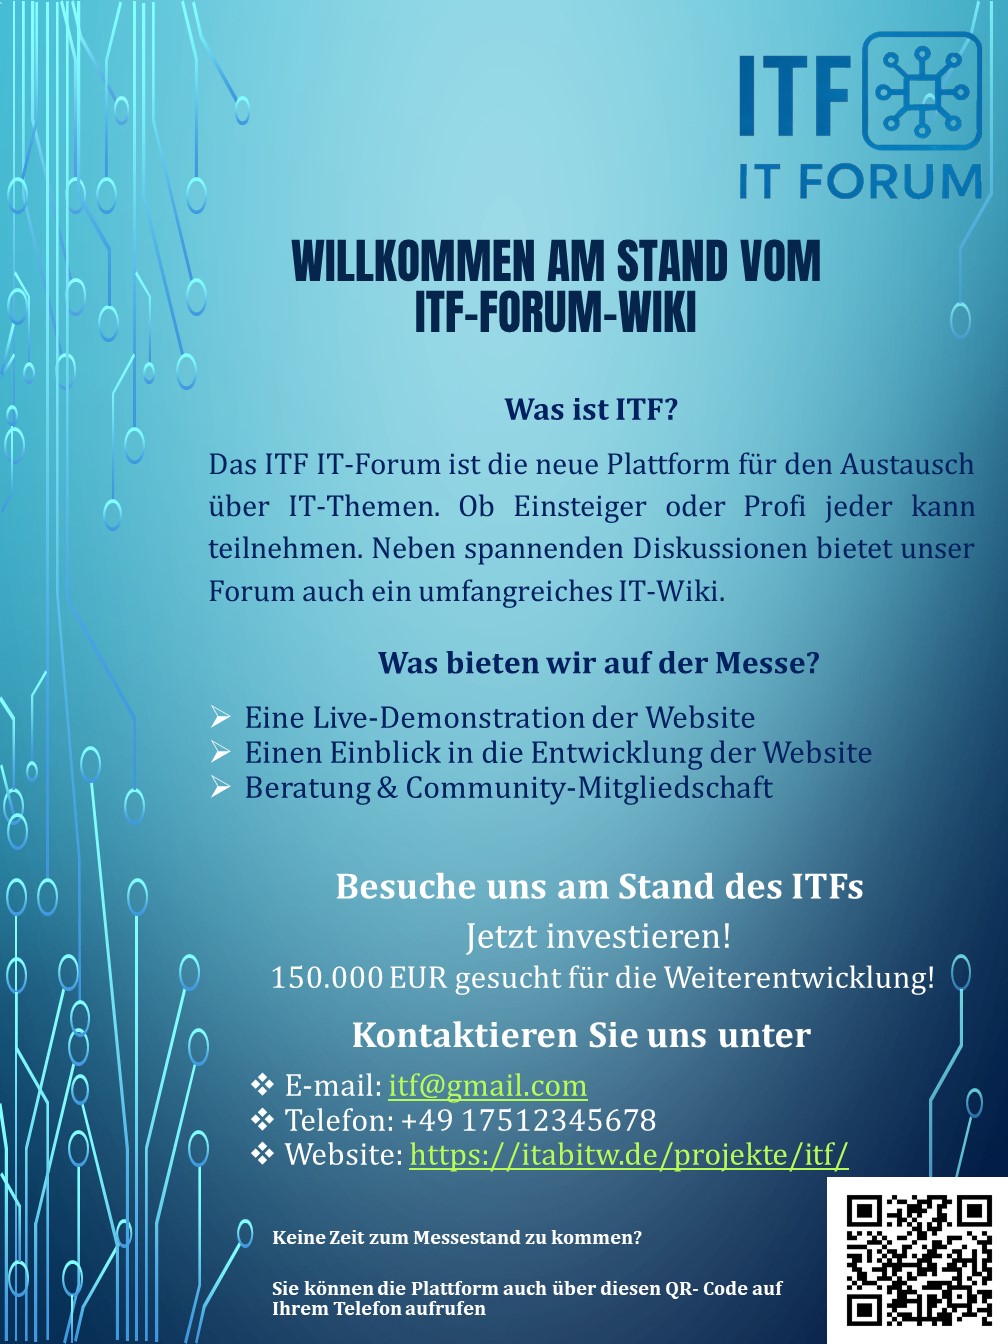 ITF
IT FORUM
WILLKOMMEN AM STAND VOM
ITF-FORUM-WIKI
Was ist ITF?
Das ITF IT-Forum ist die neue Plattform für den Austausch
über IT-Themen. Ob Einsteiger oder Profi jeder kann
teilnehmen. Neben spannenden Diskussionen bietet unser
Forum auch ein umfangreiches IT-Wiki.
Was bieten wir auf der Messe?
➢ Eine Live-Demonstration der Website
➢ Einen Einblick in die Entwicklung der Website
➢ Beratung & Community-Mitgliedschaft
Besuche uns am Stand des ITFs
Jetzt investieren!
150.000 EUR gesucht für die Weiterentwicklung!
Kontaktieren Sie uns unter
❖ E-mail: itf@gmail.com
❖ Telefon: +49 17512345678
❖ Website: https://itabitw.de/projekte/itf/
Keine Zeit zum Messestand zu kommen?
Sie können die Plattform auch über diesen QR- Code auf
Ihrem Telefon aufrufen